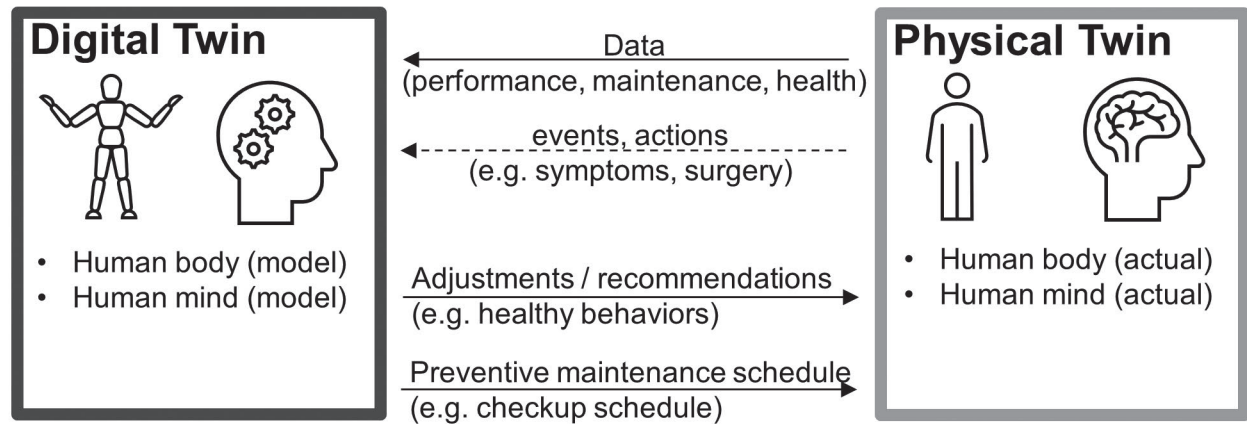 Digital Twin
• Human body (model)
• Human mind (model)
Data
(performance, maintenance, health)
events, actions
(e.g. symptoms, surgery)
Adjustments / recommendations
(e.g. healthy behaviors)
Preventive maintenance schedule
(e.g. checkup schedule)
Physical Twin
• Human body (actual)
• Human mind (actual)